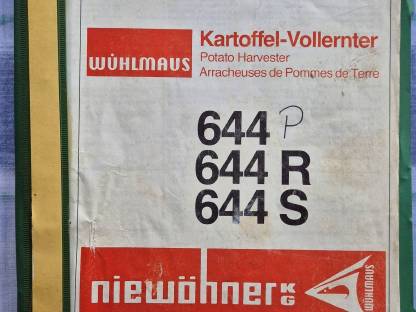 WÜHLMAUS
Kartoffel-Vollernter
Potato Harvester
Arracheuses de Pommes de Terre
644 P
644 R
644 S
niewöhner KG
WÜHLMAUS